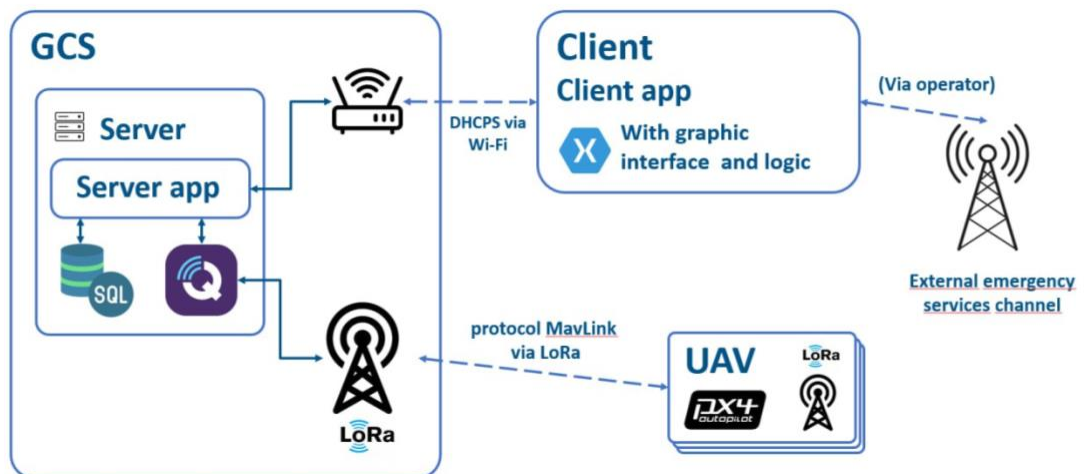 GCS
Server
Server app
SQL
LoRa
DHCPS via
Wi-Fi
Client
Client app
With graphic
interface and logic
(Via operator)
External emergency
services channel
protocol MavLink
via LoRa
UAV
LoRa
px4
autopilot